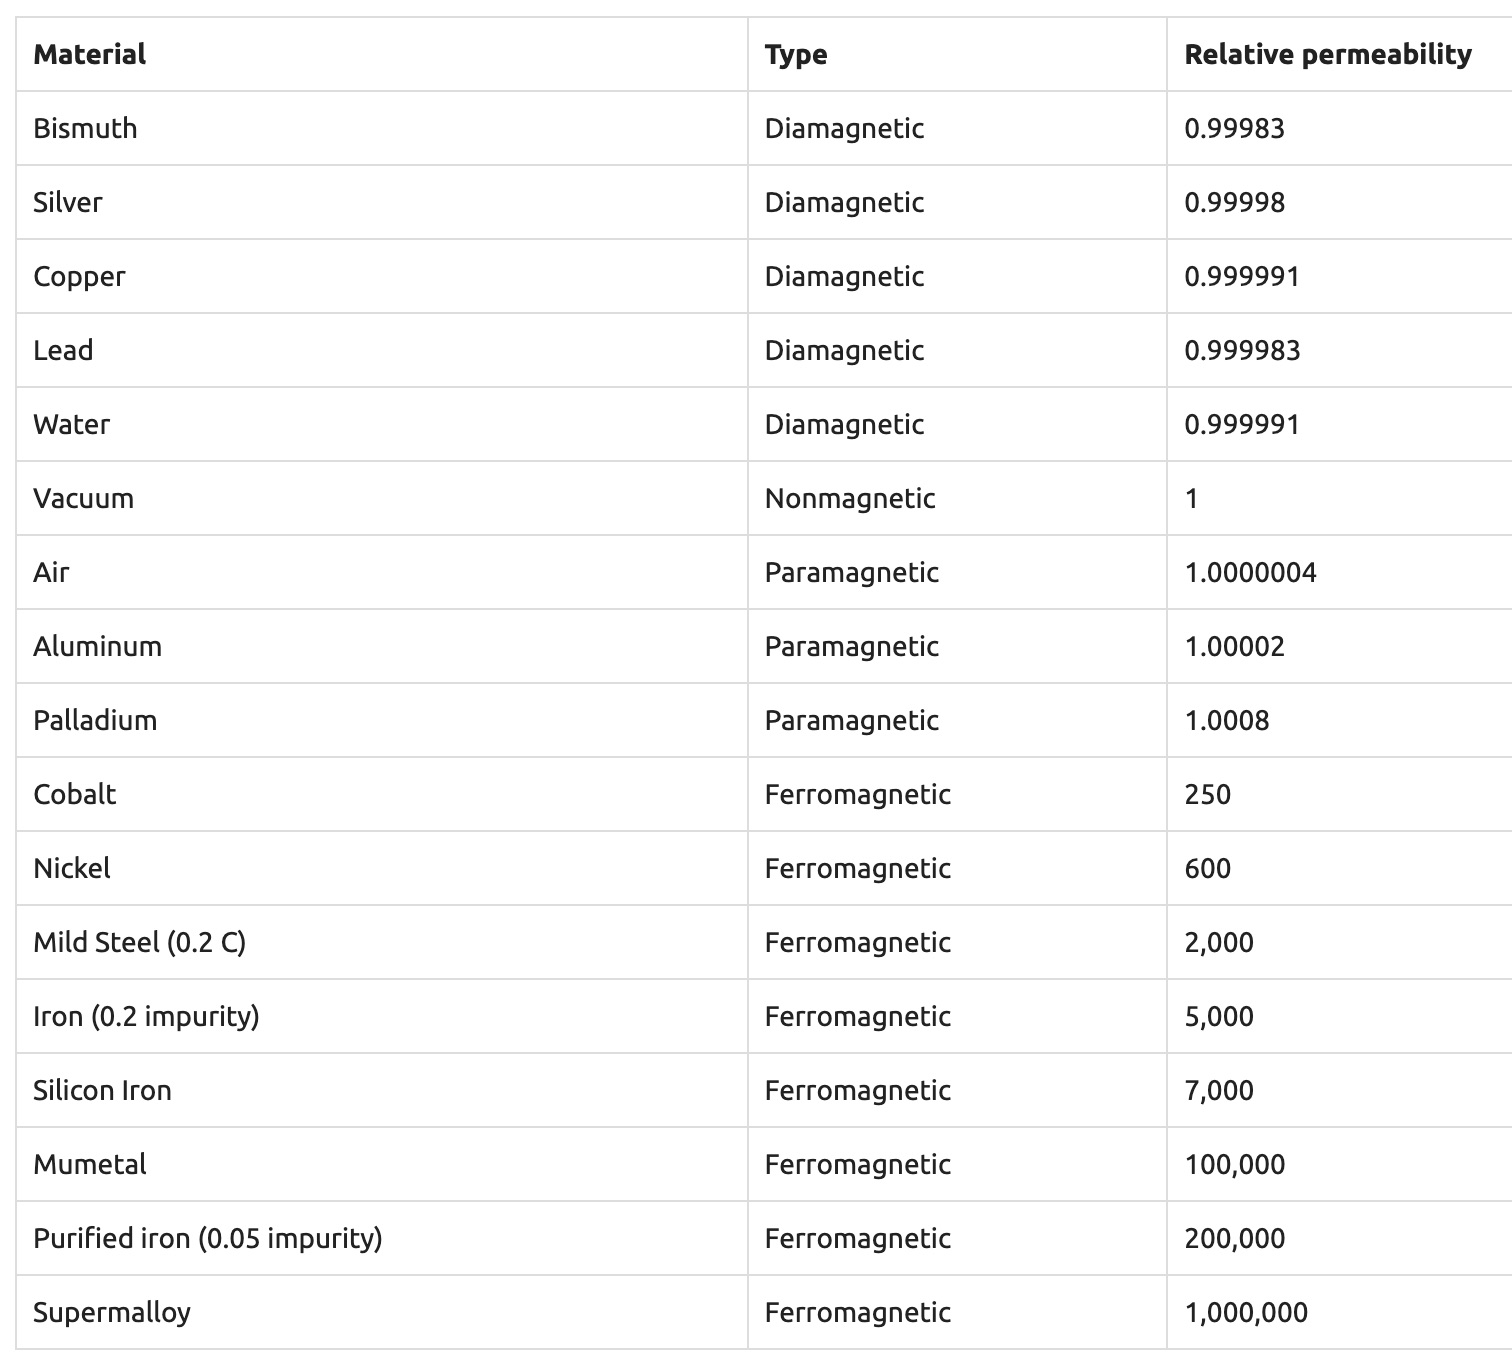 Material Type Relative permeability
Bismuth Diamagnetic 0.99983
Silver Diamagnetic 0.99998
Copper Diamagnetic 0.999991
Lead Diamagnetic 0.999983
Water Diamagnetic 0.999991
Vacuum Nonmagnetic 1
Air Paramagnetic 1.0000004
Aluminum Paramagnetic 1.00002
Palladium Paramagnetic 1.0008
Cobalt Ferromagnetic 250
Nickel Ferromagnetic 600
Mild Steel (0.2 C) Ferromagnetic 2,000
Iron (0.2 impurity) Ferromagnetic 5,000
Silicon Iron Ferromagnetic 7,000
Mumetal Ferromagnetic 100,000
Purified iron (0.05 impurity) Ferromagnetic 200,000
Supermalloy Ferromagnetic 1,000,000